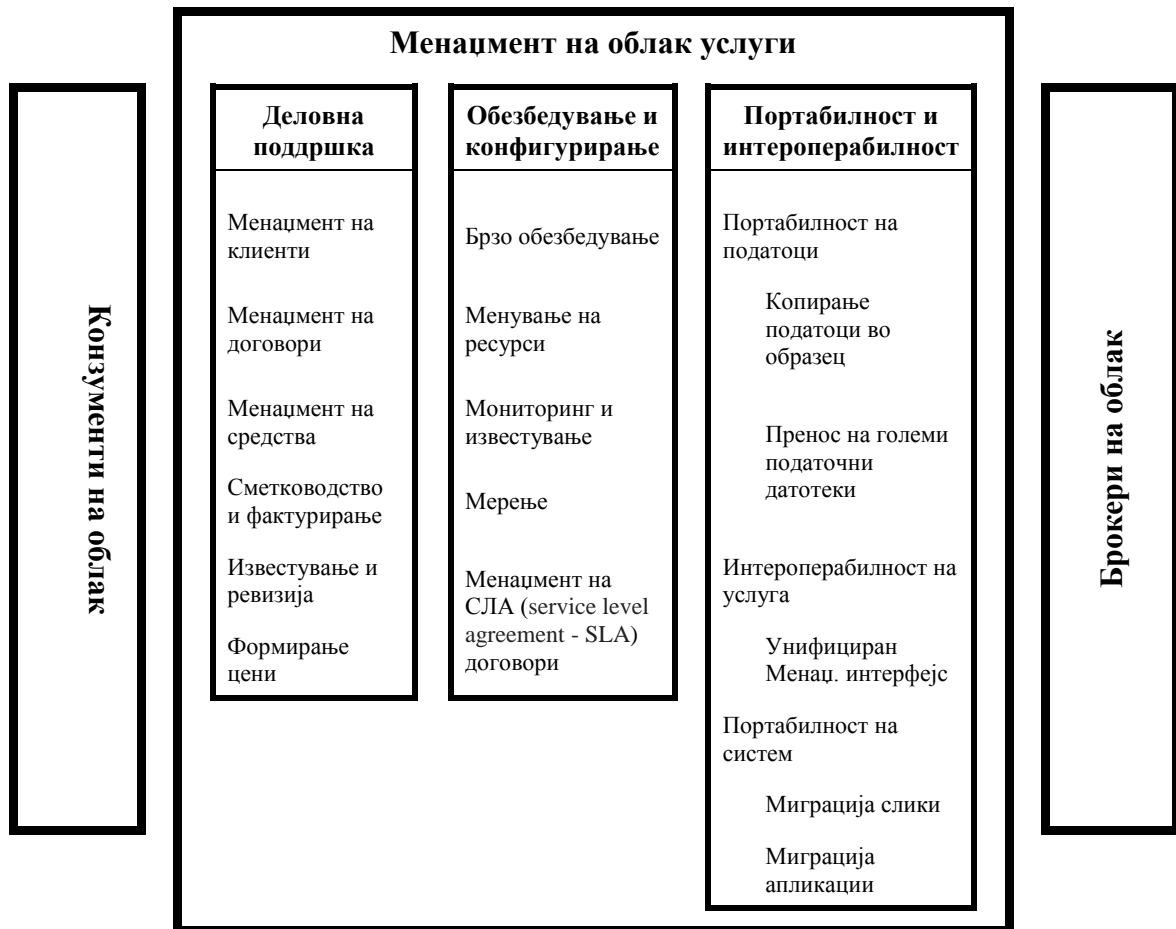 Менаџмент на облак услуги
Конзументи на облак
Деловна
поддршка
Менаџмент на
клиенти
Менаџмент на
договори
Менаџмент на
средства
Сметководство
и фактурирање
Известување и
ревизија
Формирање
цени
Обезбедување и
конфигурирање
Брзо обезбедување
Менување на
ресурси
Мониторинг и
известување
Мерење
Менаџмент на
СЛА (service level
agreement - SLA)
договори
Портабилност и
интероперабилност
Портабилност на
податоци
Копирање
податоци во
образец
Пренос на големи
податочни
датотеки
Интероперабилност на
услуга
Унифициран
Менаџ. интерфејс
Портабилност на
систем
Миграција слики
Миграција
апликации
Брокери на облак